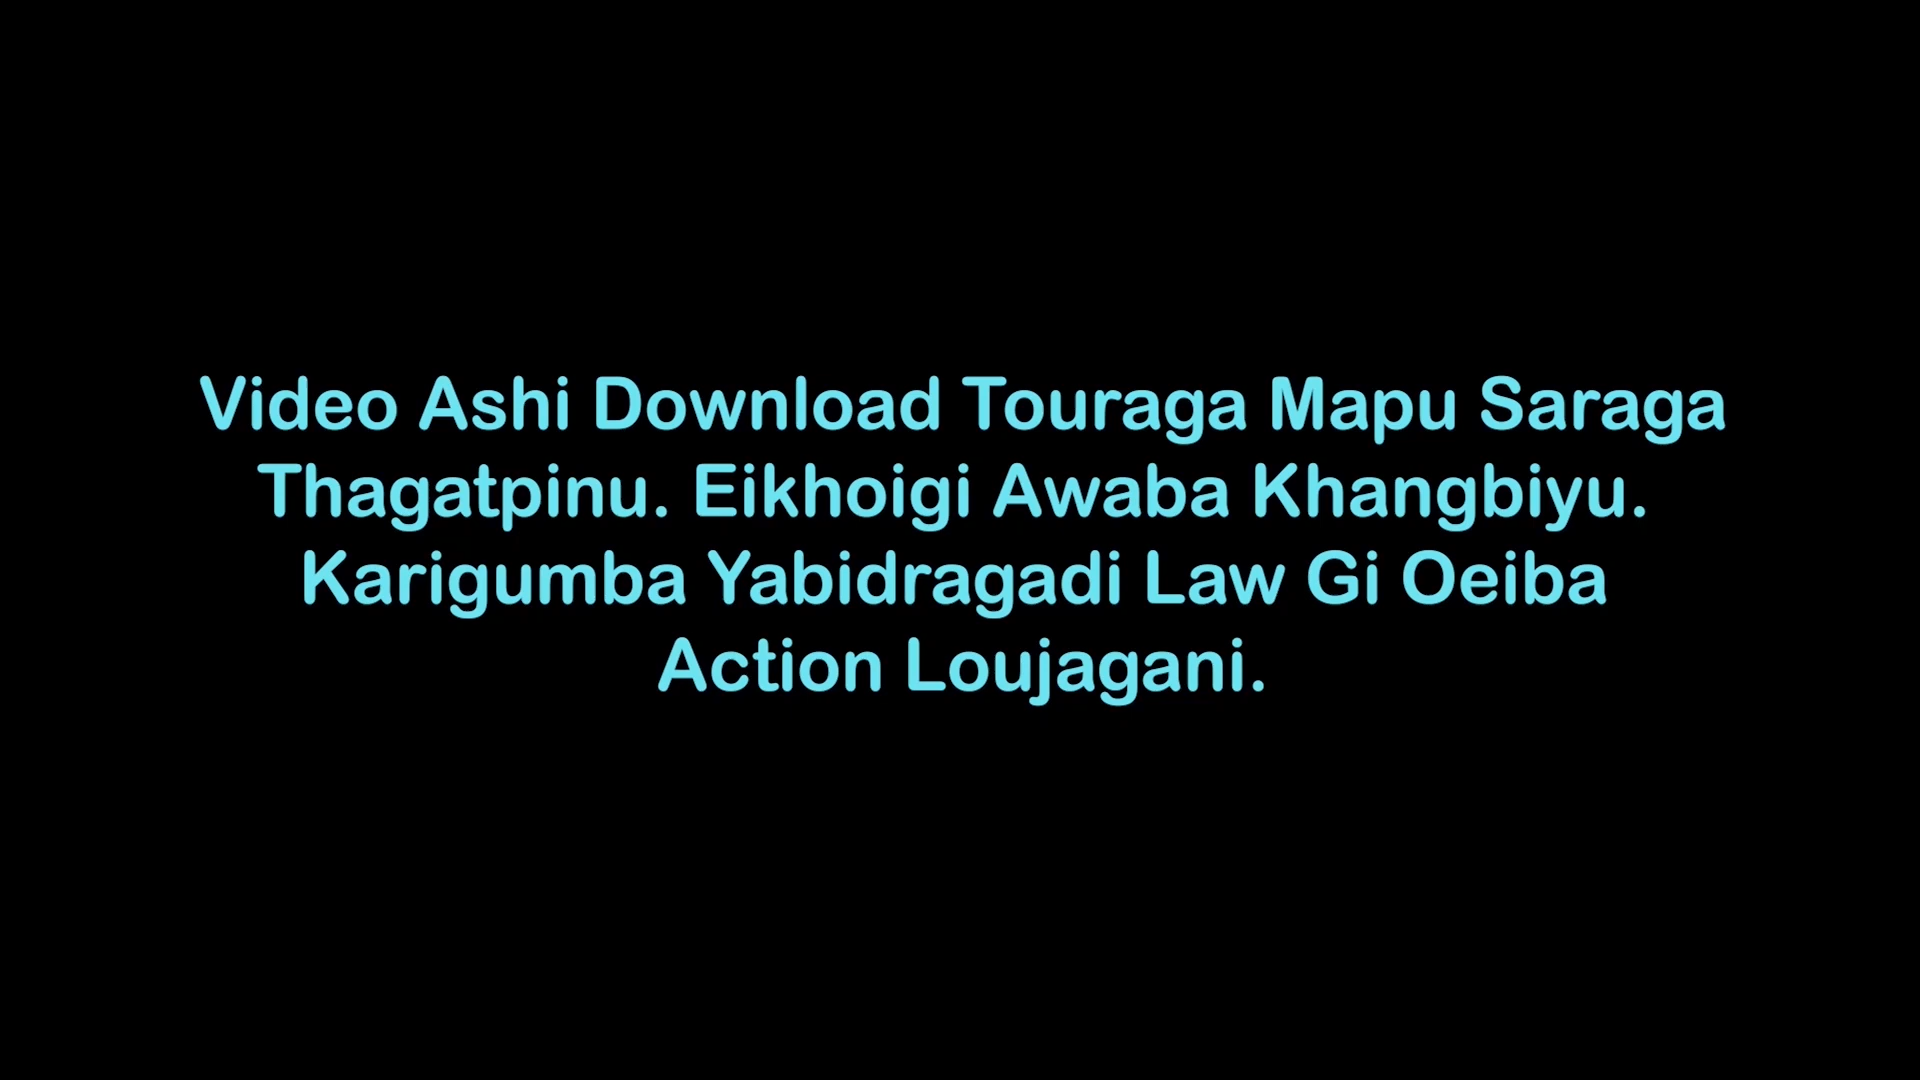 Video Ashi Download Touraga Mapu Saraga
Thagatpinu. Eikhoigi Awaba Khangbiyu.
Karigumba Yabidragadi Law Gi Oeiba
Action Loujagani.